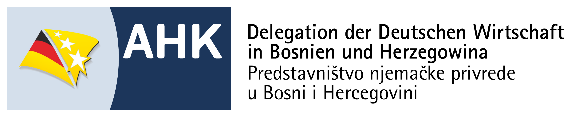 AHK
Delegation der Deutschen Wirtschaft
in Bosnien und Herzegowina
Predstavništvo njemačke privrede
u Bosni i Hercegovini